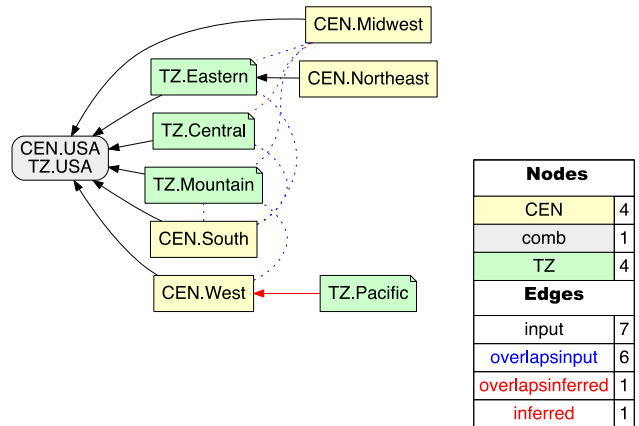 CEN.Midwest
TZ.Eastern
CEN.Northeast
TZ.Central
CEN.USA
TZ.USA
TZ.Mountain
CEN.South
CEN.West
TZ.Pacific
Nodes
CEN 4
comb 1
TZ 4
Edges
input 7
overlapsinput 6
overlapsinferred 1
inferred 1